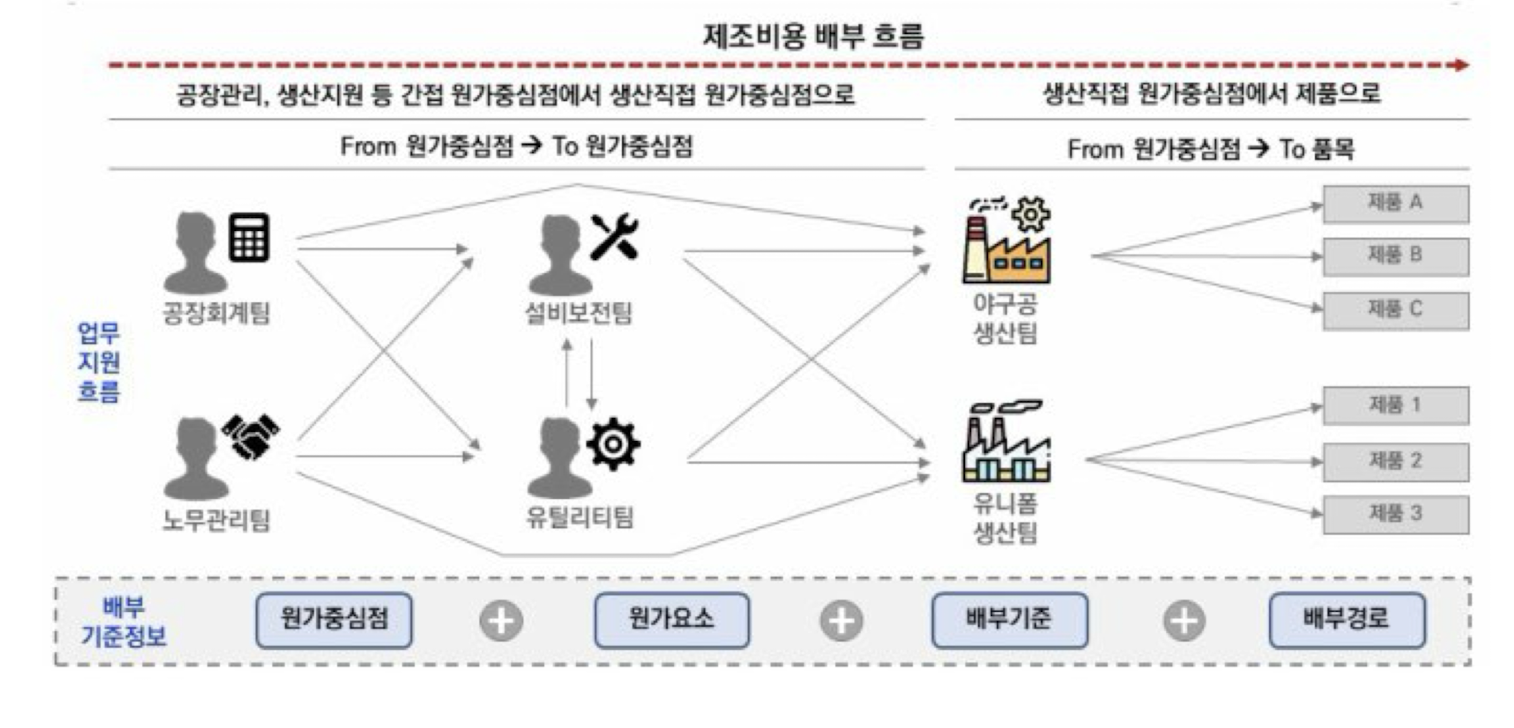 제조비용 배부 흐름
공장관리, 생산지원 등 간접 원가중심점에서 생산직접 원가중심점으로
생산직접 원가중심점에서 제품으로
From 원가중심점 → To 원가중심점
From 원가중심점 → To 품목
업무
지원
흐름
공장회계팀
설비보전팀
야구공
생산팀
제품 A
제품 B
제품 C
노무관리팀
유틸리티팀
유니폼
생산팀
제품 1
제품 2
제품 3
배부
기준정보
원가중심점
원가요소
배부기준
배부경로